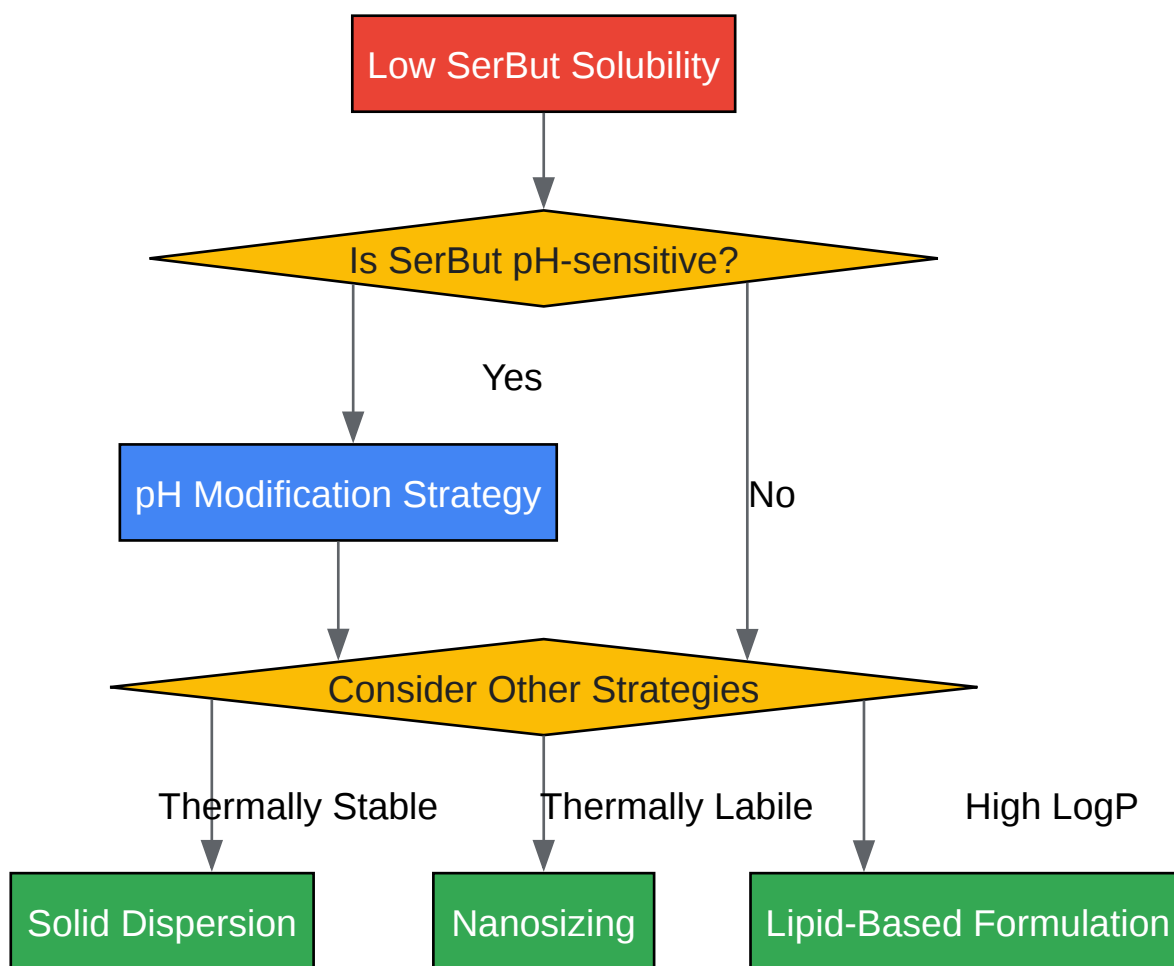 Low SerBut Solubility
Is SerBut pH-sensitive?
Yes
pH Modification Strategy
No
Consider Other Strategies
Thermally Stable
Thermally Labile
High LogP
Solid Dispersion
Nanosizing
Lipid-Based Formulation